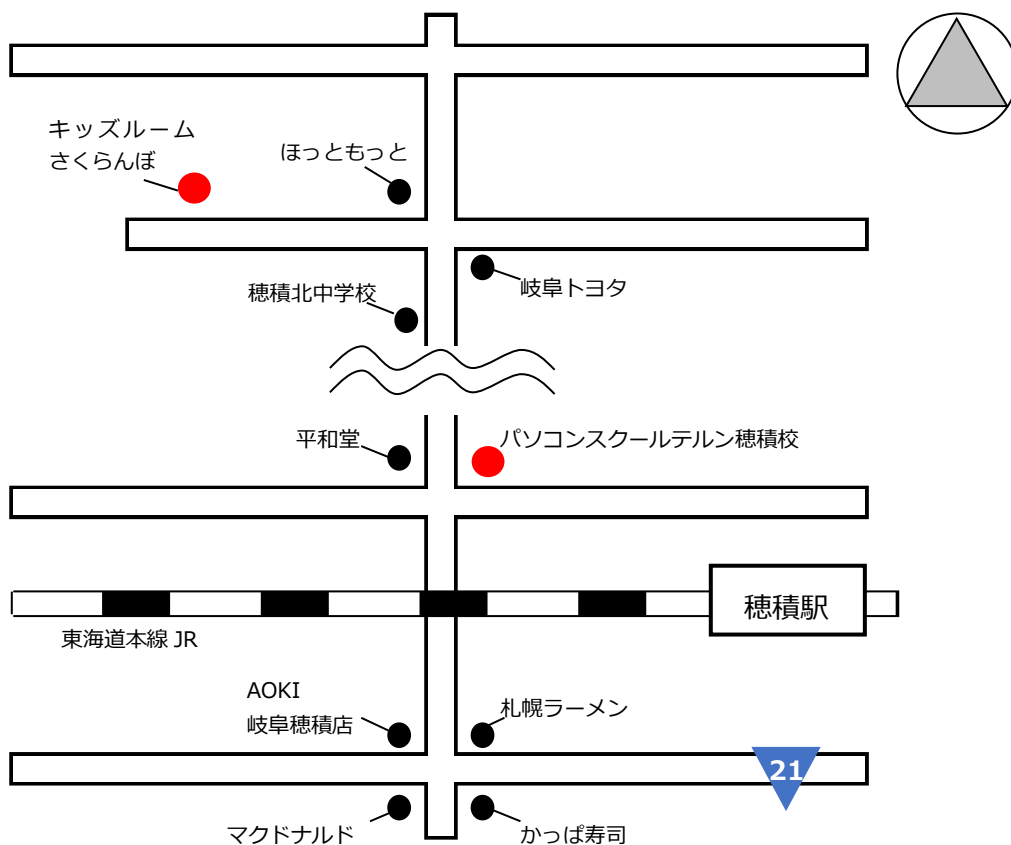 キッズルーム
さくらんぼ
ほっともっと
岐阜トヨタ
穂積北中学校
平和堂
パソコンスクールテルン穂積校
穂積駅
東海道本線 JR
AOKI
岐阜穂積店
札幌ラーメン
21
マクドナルド
かっぱ寿司